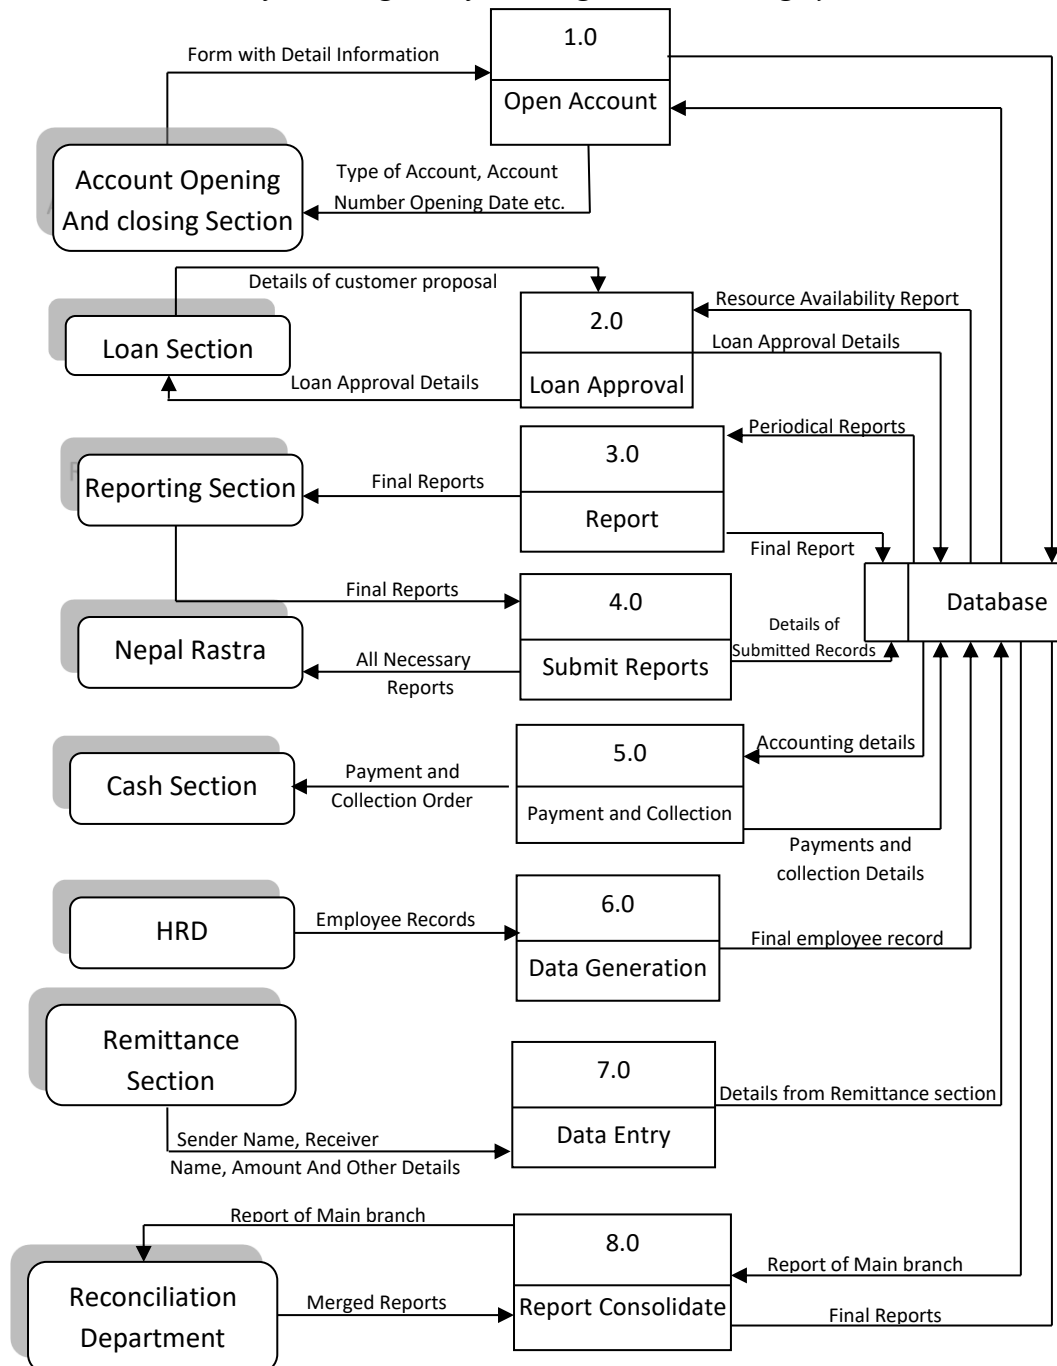 1.0
Form with Detail Information
Open Account
Account Opening
And closing Section
Type of Account, Account
Number Opening Date etc.
Details of customer proposal
Resource Availability Report
2.0
Loan Section
Loan Approval Details
Loan Approval
Loan Approval Details
Periodical Reports
3.0
Reporting Section
Final Reports
Report
Final Report
Final Reports
4.0
Database
Nepal Rastra
Details of
Submitted Records
All Necessary
Reports
Submit Reports
5.0
Accounting details
Cash Section
Payment and
Collection Order
Payment and Collection
Payments and
collection Details
6.0
HRD
Employee Records
Final employee record
Data Generation
Remittance
Section
7.0
Details from Remittance section
Data Entry
Sender Name, Receiver
Name, Amount And Other Details
Report of Main branch
8.0
Report of Main branch
Reconciliation
Department
Merged Reports
Report Consolidate
Final Reports